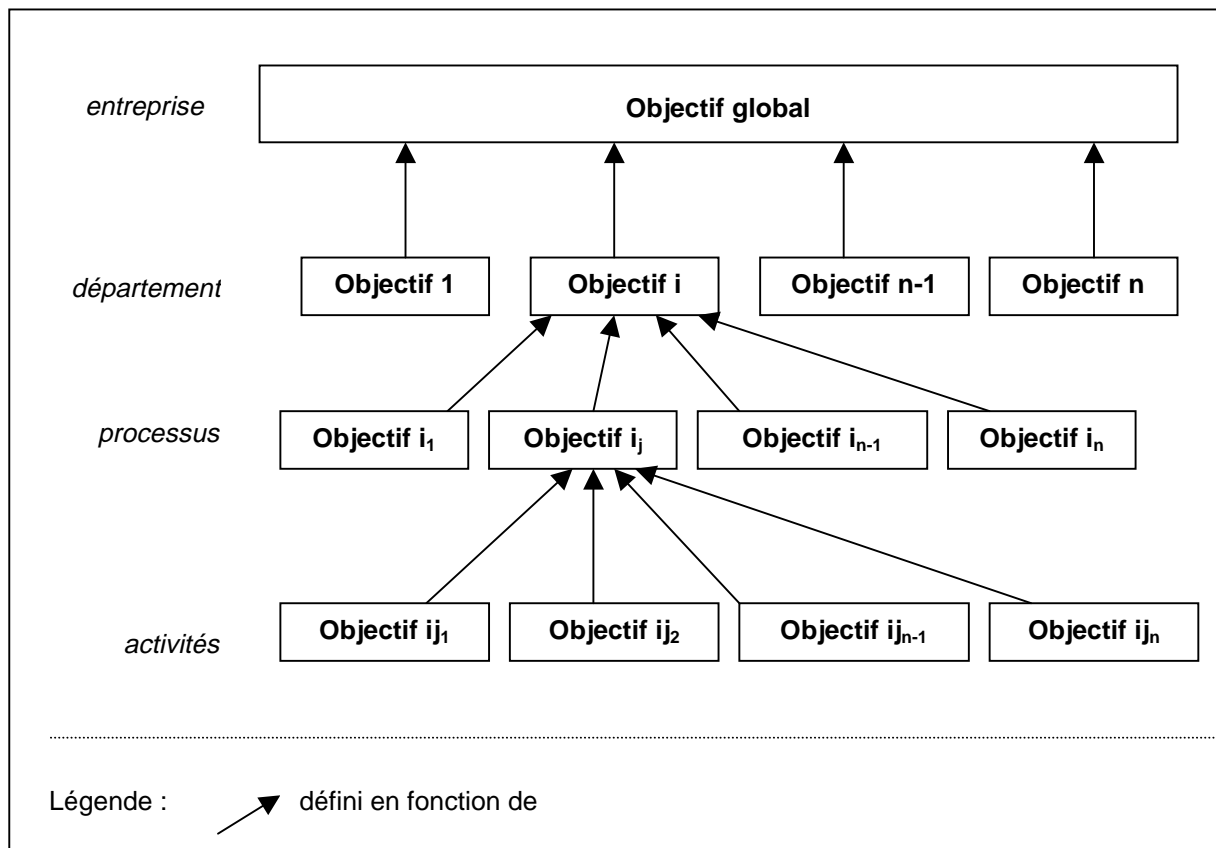 entreprise
Objectif global
département
Objectif 1
Objectif i
Objectif n-1
Objectif n
processus
Objectif i₁
Objectif iⱼ
Objectif iₙ₋₁
Objectif iₙ
activités
Objectif ij₁
Objectif ij₂
Objectif ijₙ₋₁
Objectif ijₙ
Légende :
défini en fonction de